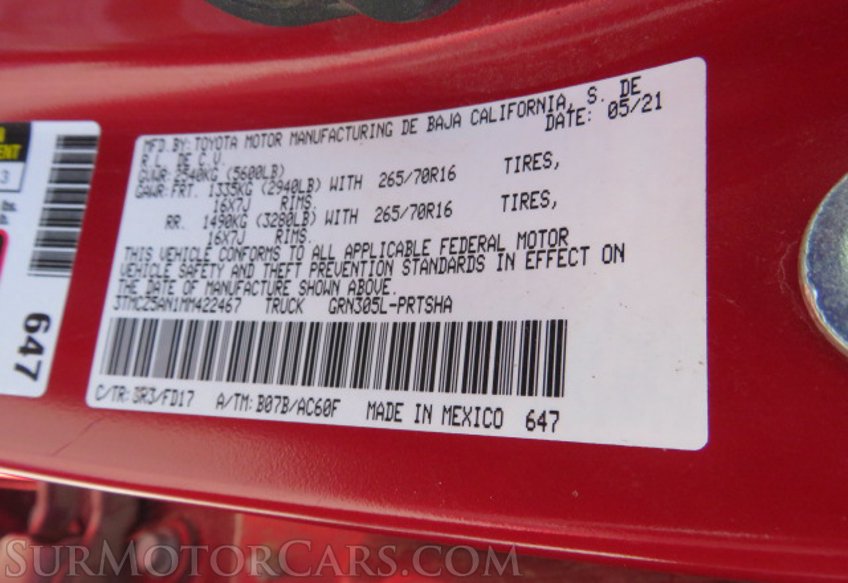 MFD.BY: TOYOTA MOTOR MANUFACTURING DE BAJA CALIFORNIA, S. DE
R.L. DE C.V. DATE: 05/21
GVWR: 2540KG (5600LB)
GAWR: FRT. 1335KG (2940LB) WITH 265/70R16 TIRES,
16X7J RIMS.
RR. 1490KG (3280LB) WITH 265/70R16 TIRES,
16X7J RIMS.
THIS VEHICLE CONFORMS TO ALL APPLICABLE FEDERAL MOTOR
VEHICLE SAFETY AND THEFT PREVENTION STANDARDS IN EFFECT ON
THE DATE OF MANUFACTURE SHOWN ABOVE.
3TMCZ5AN1MM422467 TRUCK GRN305L-PRTSHA
C/TR: 3R3/FD17 A/TM: B07B/AC60F MADE IN MEXICO 647
647
SurMotorCars.com